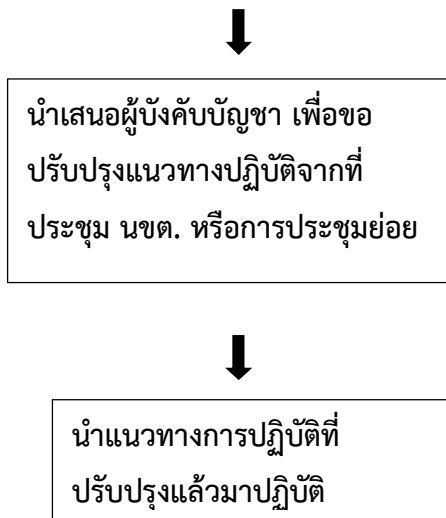 นำเสนอผู้บังคับบัญชา เพื่อขอ
ปรับปรุงแนวทางปฏิบัติจากที่
ประชุม นขต. หรือการประชุมย่อย
นำแนวทางการปฏิบัติที่
ปรับปรุงแล้วมาปฏิบัติ